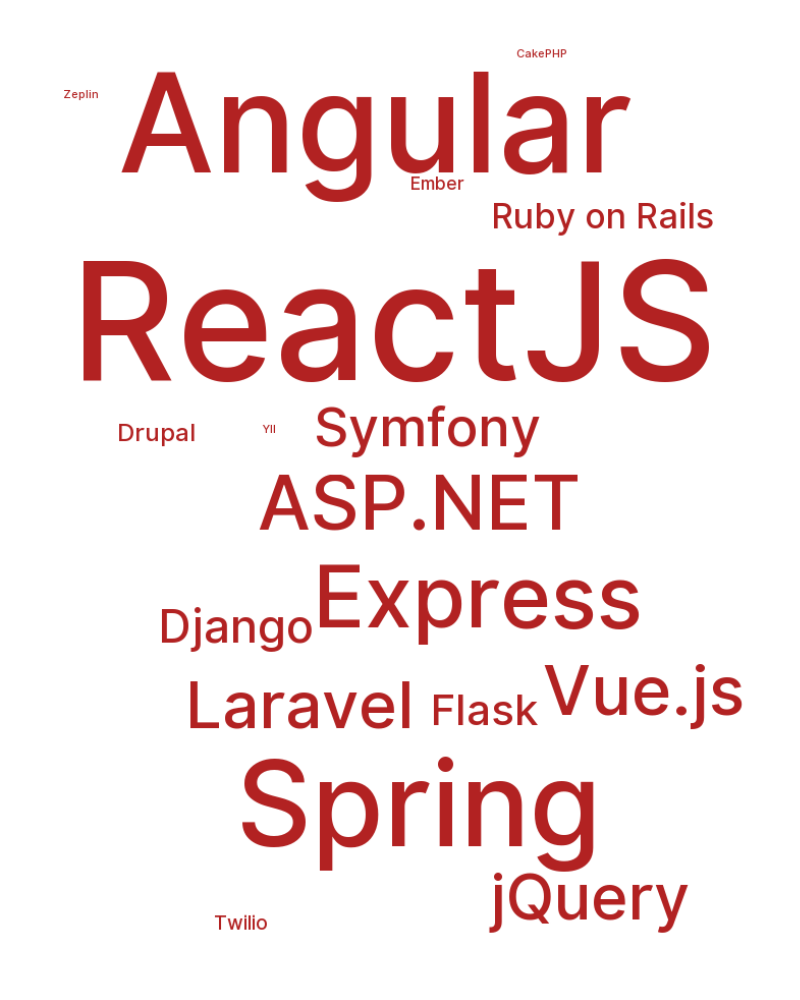 CakePHP
Zeplin
Angular
Ember
Ruby on Rails
ReactJS
Drupal
YII
Symfony
ASP.NET
Express
Django
Vue.js
Laravel
Flask
Spring
jQuery
Twilio